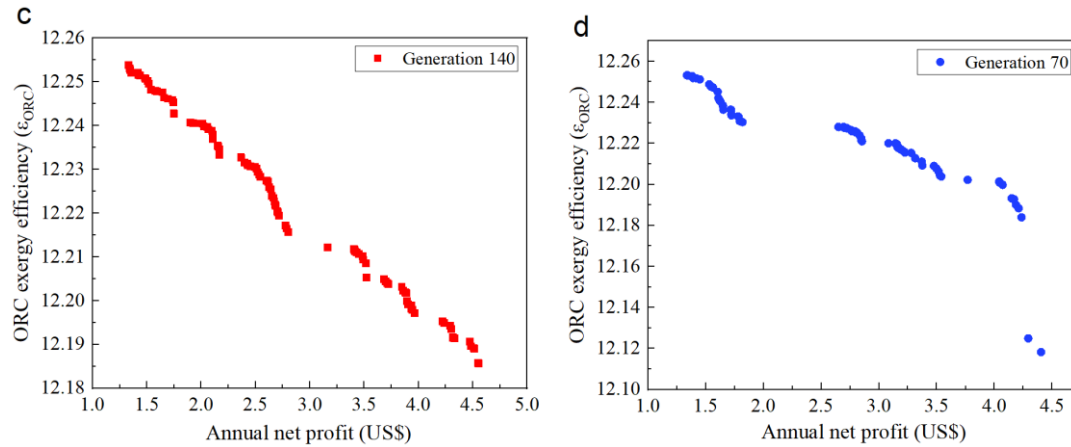 c
12.26
12.25
12.24
12.23
12.22
12.21
12.20
12.19
12.18
ORC exergy efficiency (ε_ORC)
Generation 140
1.0 1.5 2.0 2.5 3.0 3.5 4.0 4.5 5.0
Annual net profit (US$)
d
12.26
12.24
12.22
12.20
12.18
12.16
12.14
12.12
12.10
ORC exergy efficiency (ε_ORC)
Generation 70
1.0 1.5 2.0 2.5 3.0 3.5 4.0 4.5
Annual net profit (US$)